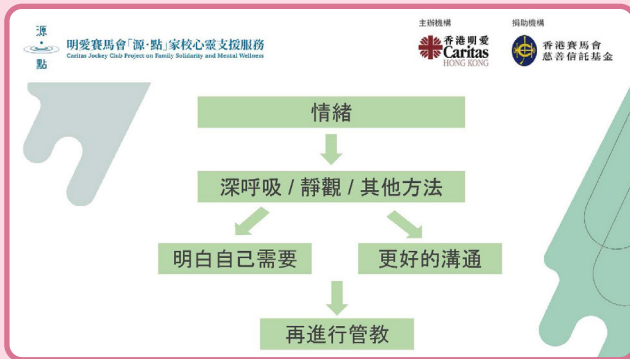 源・點
明愛賽馬會「源・點」家校心靈支援服務
Caritas Jockey Club Project on Family Solidarity and Mental Wellness
主辦機構
香港明愛
Caritas
HONG KONG
捐助機構
香港賽馬會
慈善信託基金
情緒
深呼吸 / 靜觀 / 其他方法
明白自己需要
更好的溝通
再進行管教